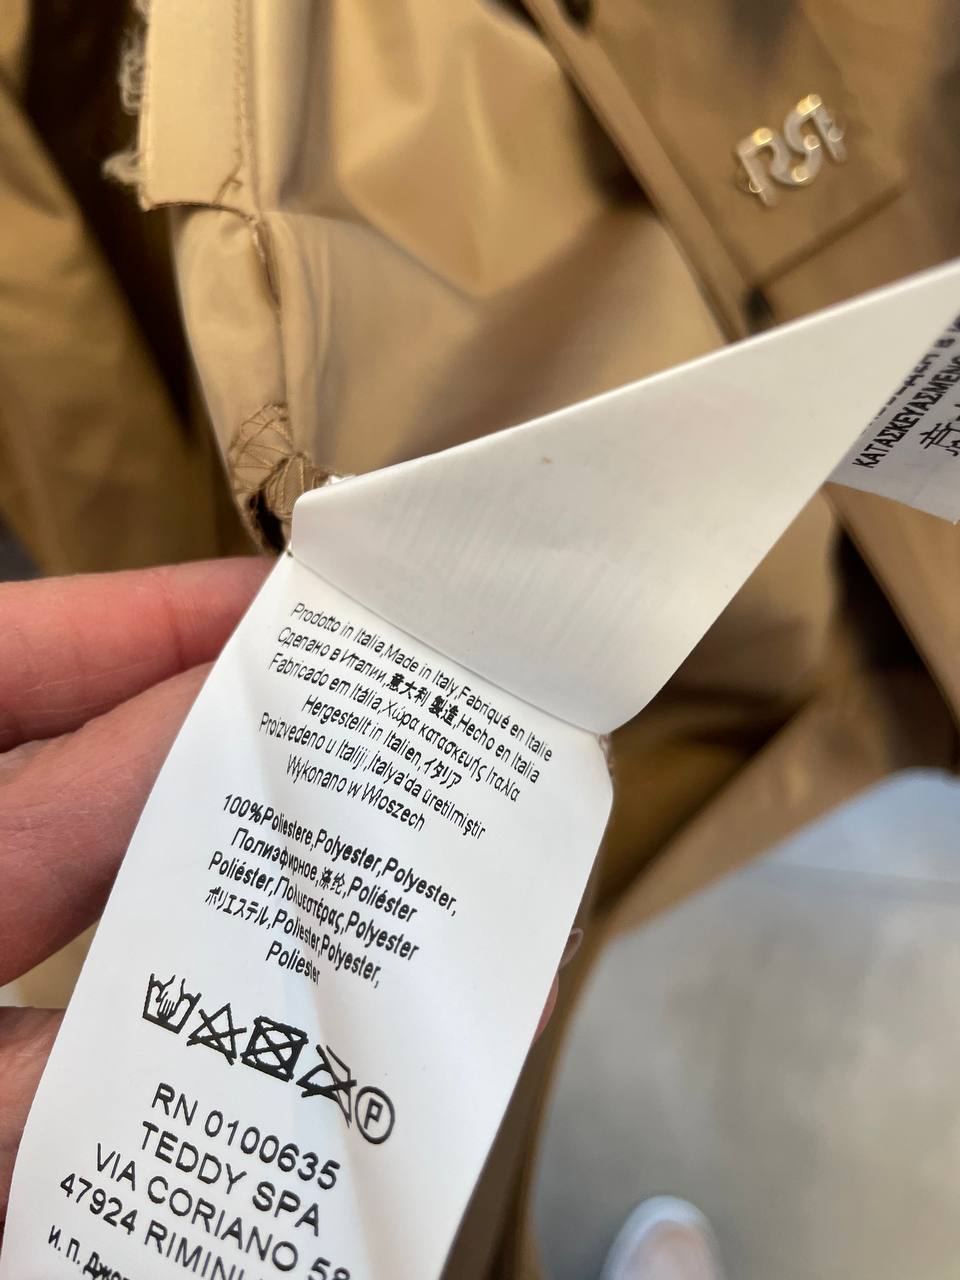 RR
ΚΑΤΑΣΚΕΥΑΣΜΕΝΟ
意
Prodotto in Italia,Made in Italy,Fabriqué en Italie
Сделано в Италии,意大利 製造 Hecho en Italia
Fabricado em Itália,Χώρα κατασκευής Ιταλία
Hergestellt in Italien,イタリア
Proizvedeno u Italiji,Italya'da üretilmiştir
Wykonano w Włoszech
100%Poliestere,Polyester,Polyester,
Полиэфирное,涤纶,Poliéster
Poliéster,Πολυεστέρας,Polyester
ポリエステル,Poliester,Polyester,
Poliester
P
RN 0100635
TEDDY SPA
VIA CORIANO 58
47924 RIMINI
И. П.